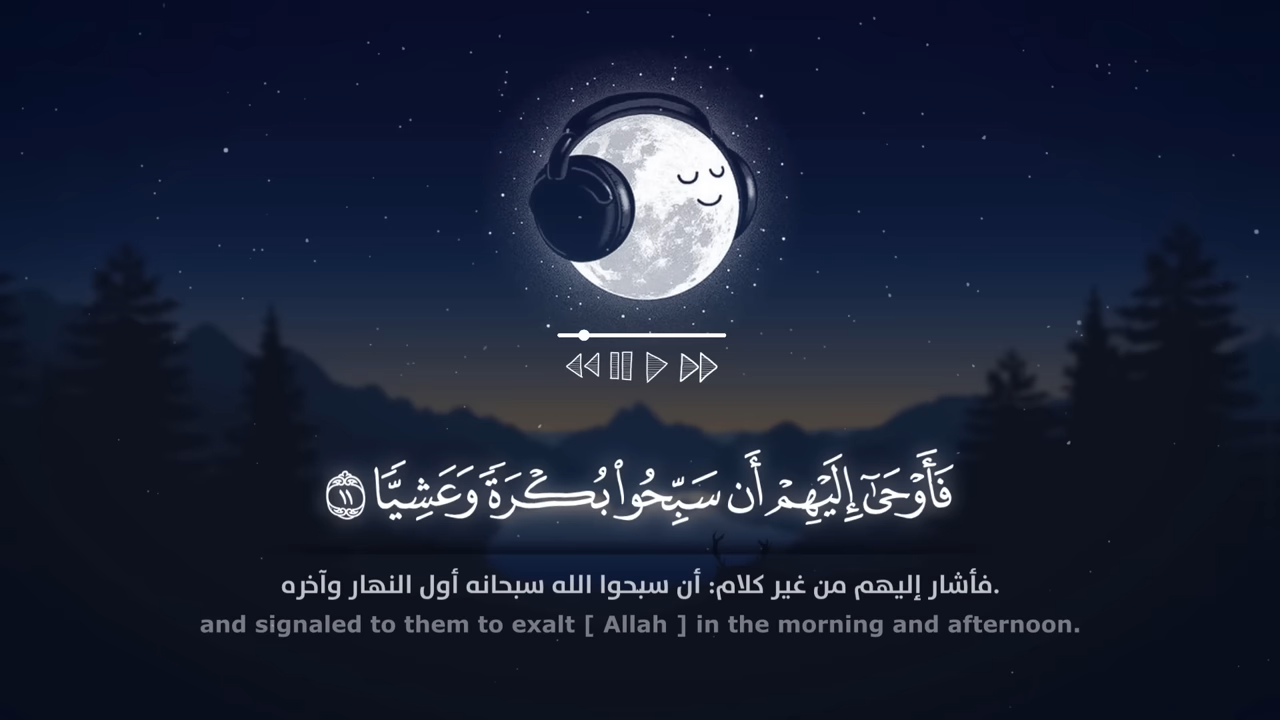 فَأَوْحَىٰٓ إِلَيْهِمْ أَن سَبِّحُوا۟ بُكْرَةً وَعَشِيًّا ١١
فأشار إليهم من غير كلام: أن سبحوا الله سبحانه أول النهار وآخره.
and signaled to them to exalt [ Allah ] in the morning and afternoon.